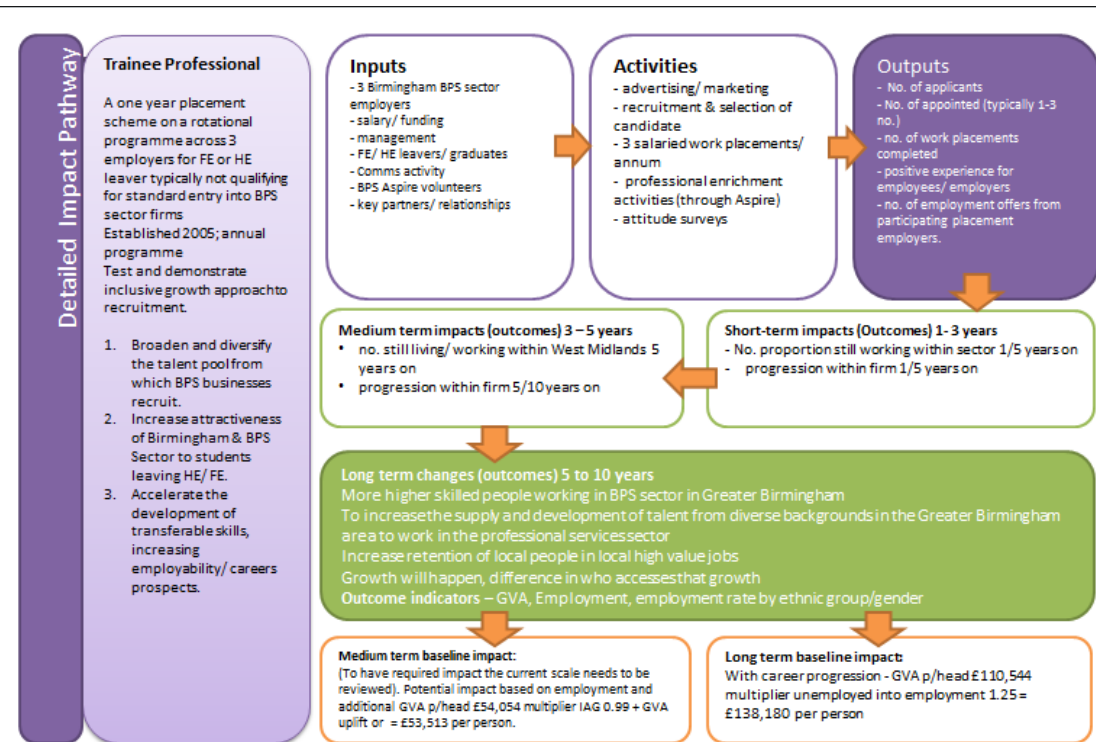 Detailed Impact Pathway
Trainee Professional
A one year placement
scheme on a rotational
programme across 3
employers for FE or HE
leaver typically not qualifying
for standard entry into BPS
sector firms
Established 2005; annual
programme
Test and demonstrate
inclusive growth approachto
recruitment.
1. Broaden and diversify
the talent pool from
which BPS businesses
recruit.
2. Increase attractiveness
of Birmingham & BPS
Sector to students
leaving HE/ FE.
3. Accelerate the
development of
transferable skills,
increasing
employability/ careers
prospects.
Inputs
- 3 Birmingham BPS sector
employers
- salary/ funding
- management
- FE/ HE leavers/ graduates
- Comms activity
- BPS Aspire volunteers
- key partners/ relationships
Activities
- advertising/ marketing
- recruitment & selection of
candidate
- 3 salaried work placements/
annum
- professional enrichment
activities (through Aspire)
- attitude surveys
Outputs
- No. of applicants
- No. of appointed (typically 1-3
no.)
- no. of work placements
completed
- positive experience for
employees/ employers
- no. of employment offers from
participating placement
employers.
Medium term impacts (outcomes) 3 – 5 years
• no. still living/ working within West Midlands 5
years on
• progression within firm 5/10 years on
Short-term impacts (Outcomes) 1- 3 years
- No. proportion still working within sector 1/5 years on
- progression within firm 1/5 years on
Long term changes (outcomes) 5 to 10 years
More higher skilled people working in BPS sector in Greater Birmingham
To increase the supply and development of talent from diverse backgrounds in the Greater Birmingham
area to work in the professional services sector
Increase retention of local people in local high value jobs
Growth will happen, difference in who accesses that growth
Outcome indicators – GVA, Employment, employment rate by ethnic group/gender
Medium term baseline impact:
(To have required impact the current scale needs to be
reviewed). Potential impact based on employment and
additional GVA p/head £54,054 multiplier IAG 0.99 + GVA
uplift or = £53,513 per person.
Long term baseline impact:
With career progression - GVA p/head £110,544
multiplier unemployed into employment 1.25 =
£138,180 per person